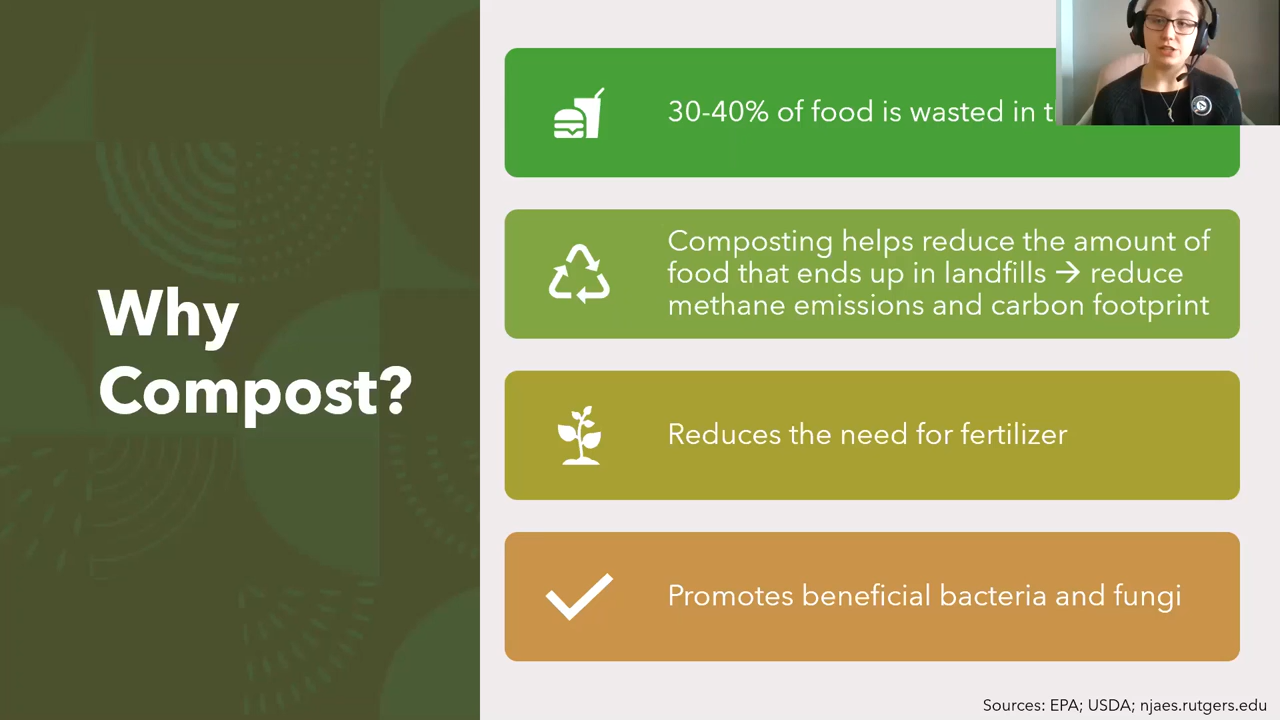 Why
Compost?
30-40% of food is wasted in
Composting helps reduce the amount of
food that ends up in landfills → reduce
methane emissions and carbon footprint
Reduces the need for fertilizer
Promotes beneficial bacteria and fungi
Sources: EPA; USDA; njaes.rutgers.edu